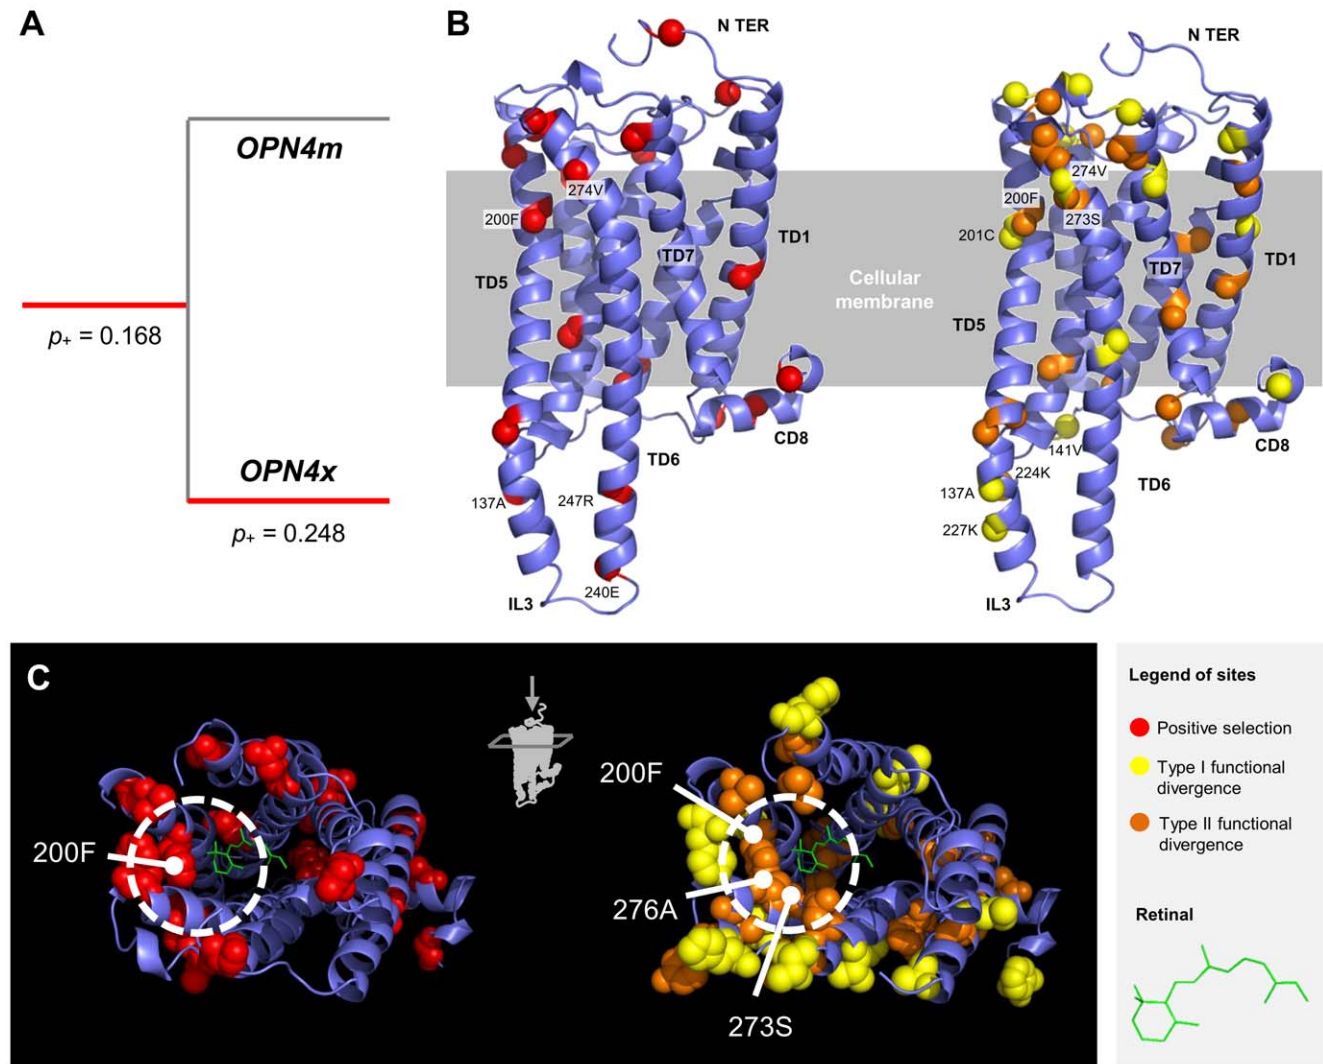 A
OPN4m
p+ = 0.168
OPN4x
p+ = 0.248
B
N TER
274V
200F
TD7
TD1
TD5
137A
247R
TD6
CD8
240E
IL3
Cellular
membrane
N TER
274V
200F
273S
201C
TD7
TD1
TD5
141V
224K
137A
227K
TD6
CD8
IL3
C
200F
200F
276A
273S
Legend of sites
Positive selection
Type I functional
divergence
Type II functional
divergence
Retinal